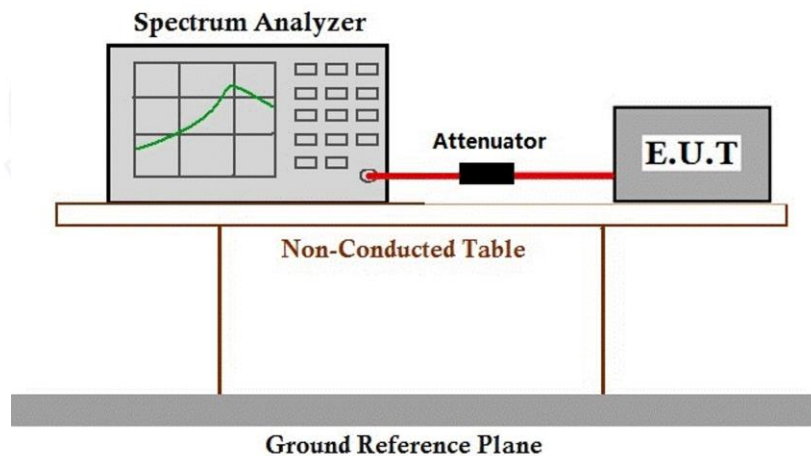 Spectrum Analyzer
Attenuator
E.U.T
Non-Conducted Table
Ground Reference Plane